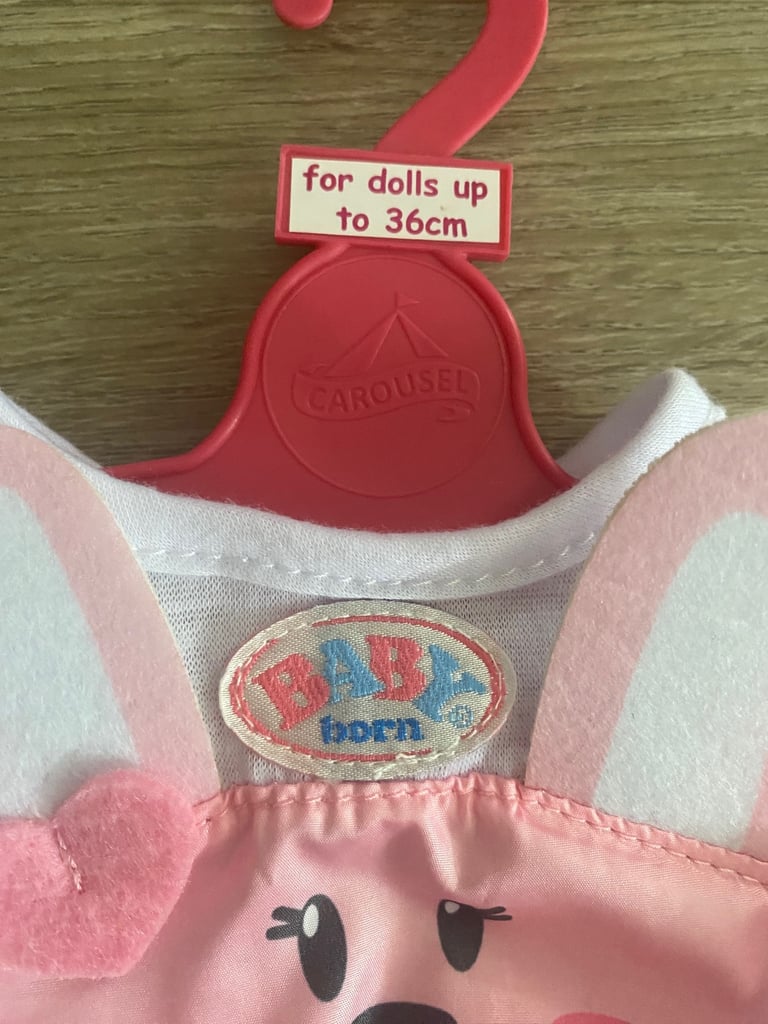 for dolls up
to 36cm
CAROUSEL
BABY
born®